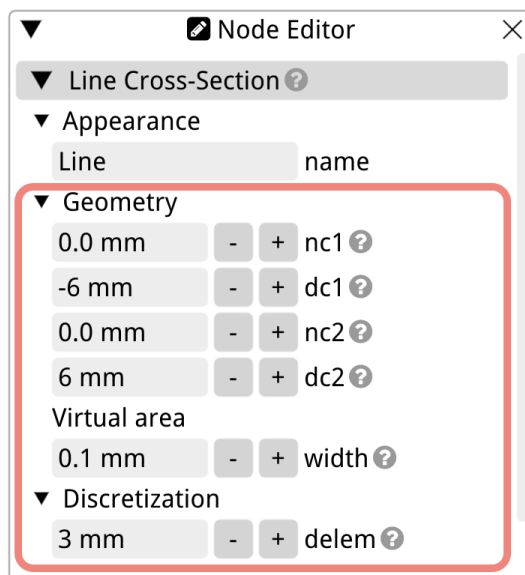 Node Editor
Line Cross-Section ?
Appearance
Line name
Geometry
0.0 mm - + nc1 ?
-6 mm - + dc1 ?
0.0 mm - + nc2 ?
6 mm - + dc2 ?
Virtual area
0.1 mm - + width ?
Discretization
3 mm - + delem ?